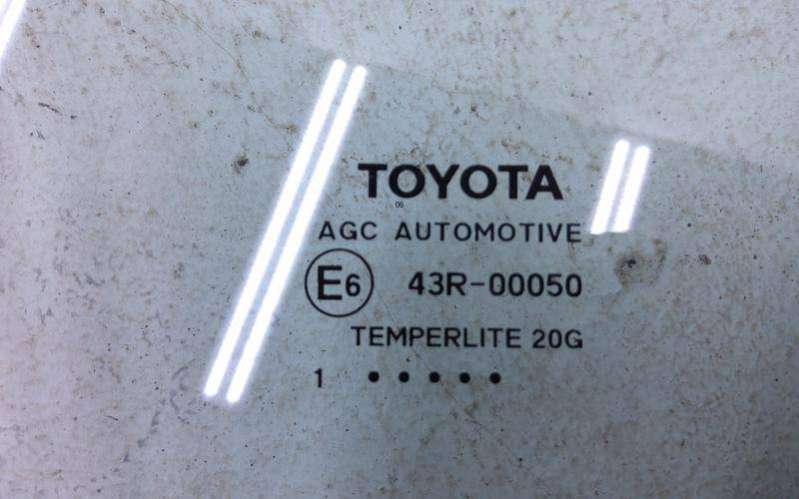 TOYOTA
AGC AUTOMOTIVE
E6 43R-00050
TEMPERLITE 20G
1 • • • • •